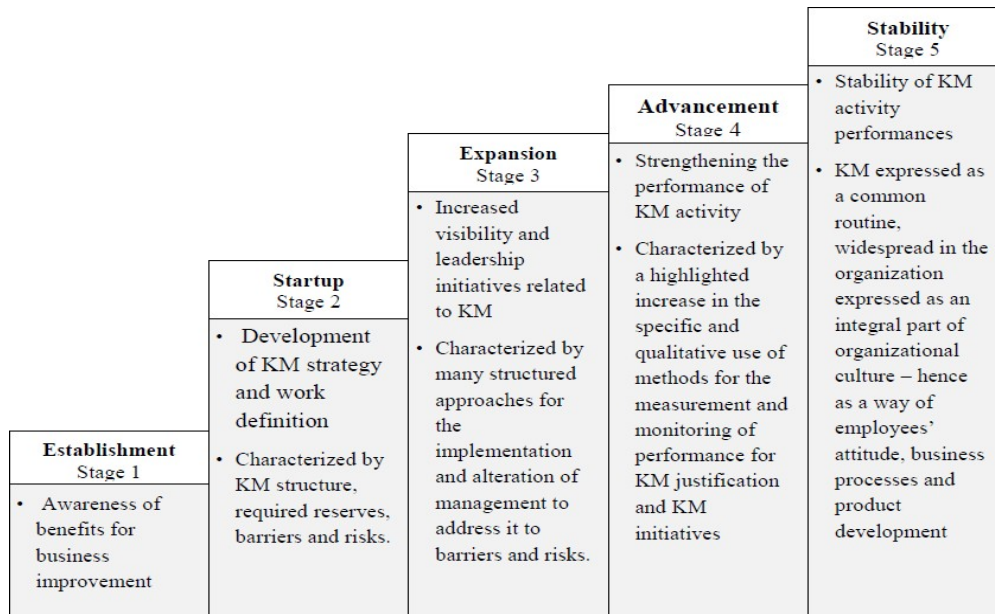 Establishment
Stage 1
• Awareness of
benefits for
business
improvement
Startup
Stage 2
• Development
of KM strategy
and work
definition
• Characterized by
KM structure,
required reserves,
barriers and risks.
Expansion
Stage 3
• Increased
visibility and
leadership
initiatives related
to KM
• Characterized by
many structured
approaches for
the
implementation
and alteration of
management to
address it to
barriers and risks.
Advancement
Stage 4
• Strengthening the
performance of
KM activity
• Characterized by
a highlighted
increase in the
specific and
qualitative use of
methods for the
measurement and
monitoring of
performance for
KM justification
and KM
initiatives
Stability
Stage 5
• Stability of KM
activity
performances
• KM expressed as
a common
routine,
widespread in the
organization
expressed as an
integral part of
organizational
culture – hence
as a way of
employees’
attitude, business
processes and
product
development